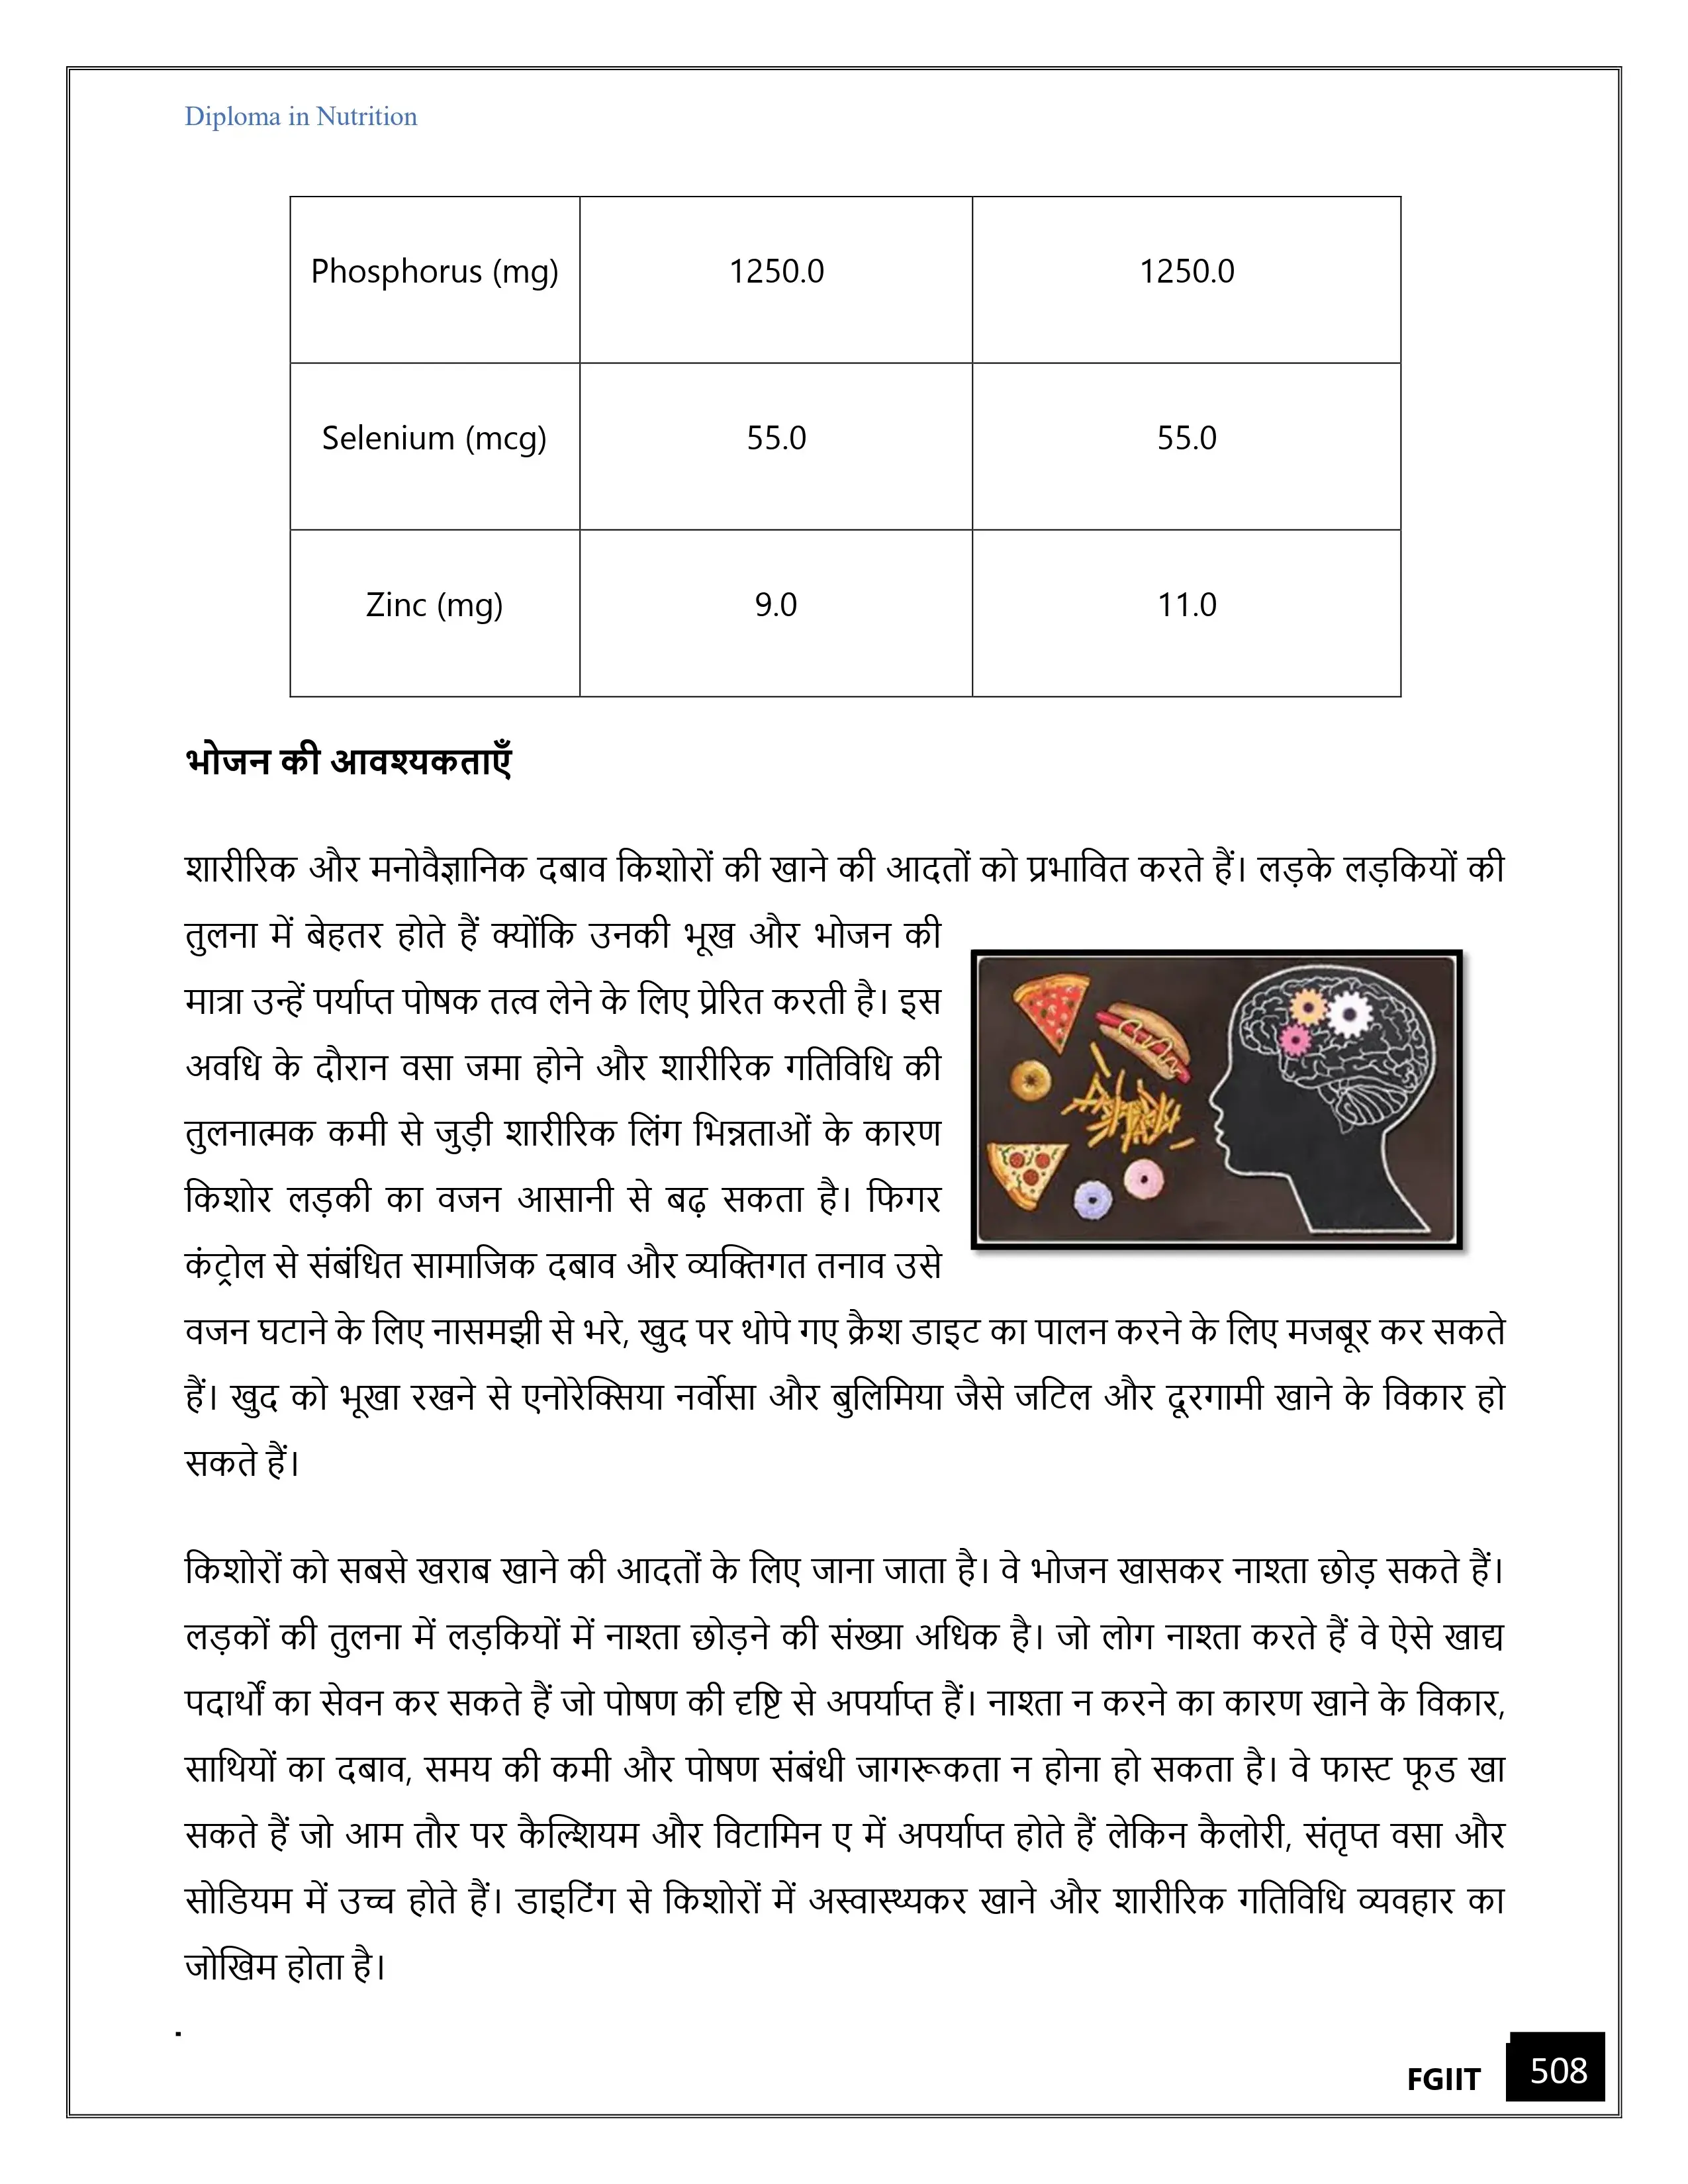 Diploma in Nutrition
Phosphorus (mg) 1250.0 1250.0
Selenium (mcg) 55.0 55.0
Zinc (mg) 9.0 11.0
भोजन की आवश्यकताएँ
शारीरिक और मनोवैज्ञानिक दबाव किशोरों की खाने की आदतों को प्रभावित करते हैं। लड़के लड़कियों की
तुलना में बेहतर होते हैं क्योंकि उनकी भूख और भोजन की
मात्रा उन्हें पर्याप्त पोषक तत्व लेने के लिए प्रेरित करती है। इस
अवधि के दौरान वसा जमा होने और शारीरिक गतिविधि की
तुलनात्मक कमी से जुड़ी शारीरिक लिंग भिन्नताओं के कारण
किशोर लड़की का वजन आसानी से बढ़ सकता है। फिगर
कंट्रोल से संबंधित सामाजिक दबाव और व्यक्तिगत तनाव उसे
वजन घटाने के लिए नासमझी से भरे, खुद पर थोपे गए क्रैश डाइट का पालन करने के लिए मजबूर कर सकते
हैं। खुद को भूखा रखने से एनोरेक्सिया नर्वोसा और बुलिमिया जैसे जटिल और दूरगामी खाने के विकार हो
सकते हैं।
किशोरों को सबसे खराब खाने की आदतों के लिए जाना जाता है। वे भोजन खासकर नाश्ता छोड़ सकते हैं।
लड़कों की तुलना में लड़कियों में नाश्ता छोड़ने की संख्या अधिक है। जो लोग नाश्ता करते हैं वे ऐसे खाद्य
पदार्थों का सेवन कर सकते हैं जो पोषण की दृष्टि से अपर्याप्त हैं। नाश्ता न करने का कारण खाने के विकार,
साथियों का दबाव, समय की कमी और पोषण संबंधी जागरूकता न होना हो सकता है। वे फास्ट फूड खा
सकते हैं जो आम तौर पर कैल्शियम और विटामिन ए में अपर्याप्त होते हैं लेकिन कैलोरी, संतृप्त वसा और
सोडियम में उच्च होते हैं। डाइटिंग से किशोरों में अस्वास्थ्यकर खाने और शारीरिक गतिविधि व्यवहार का
जोखिम होता है।
.
FGIIT 508